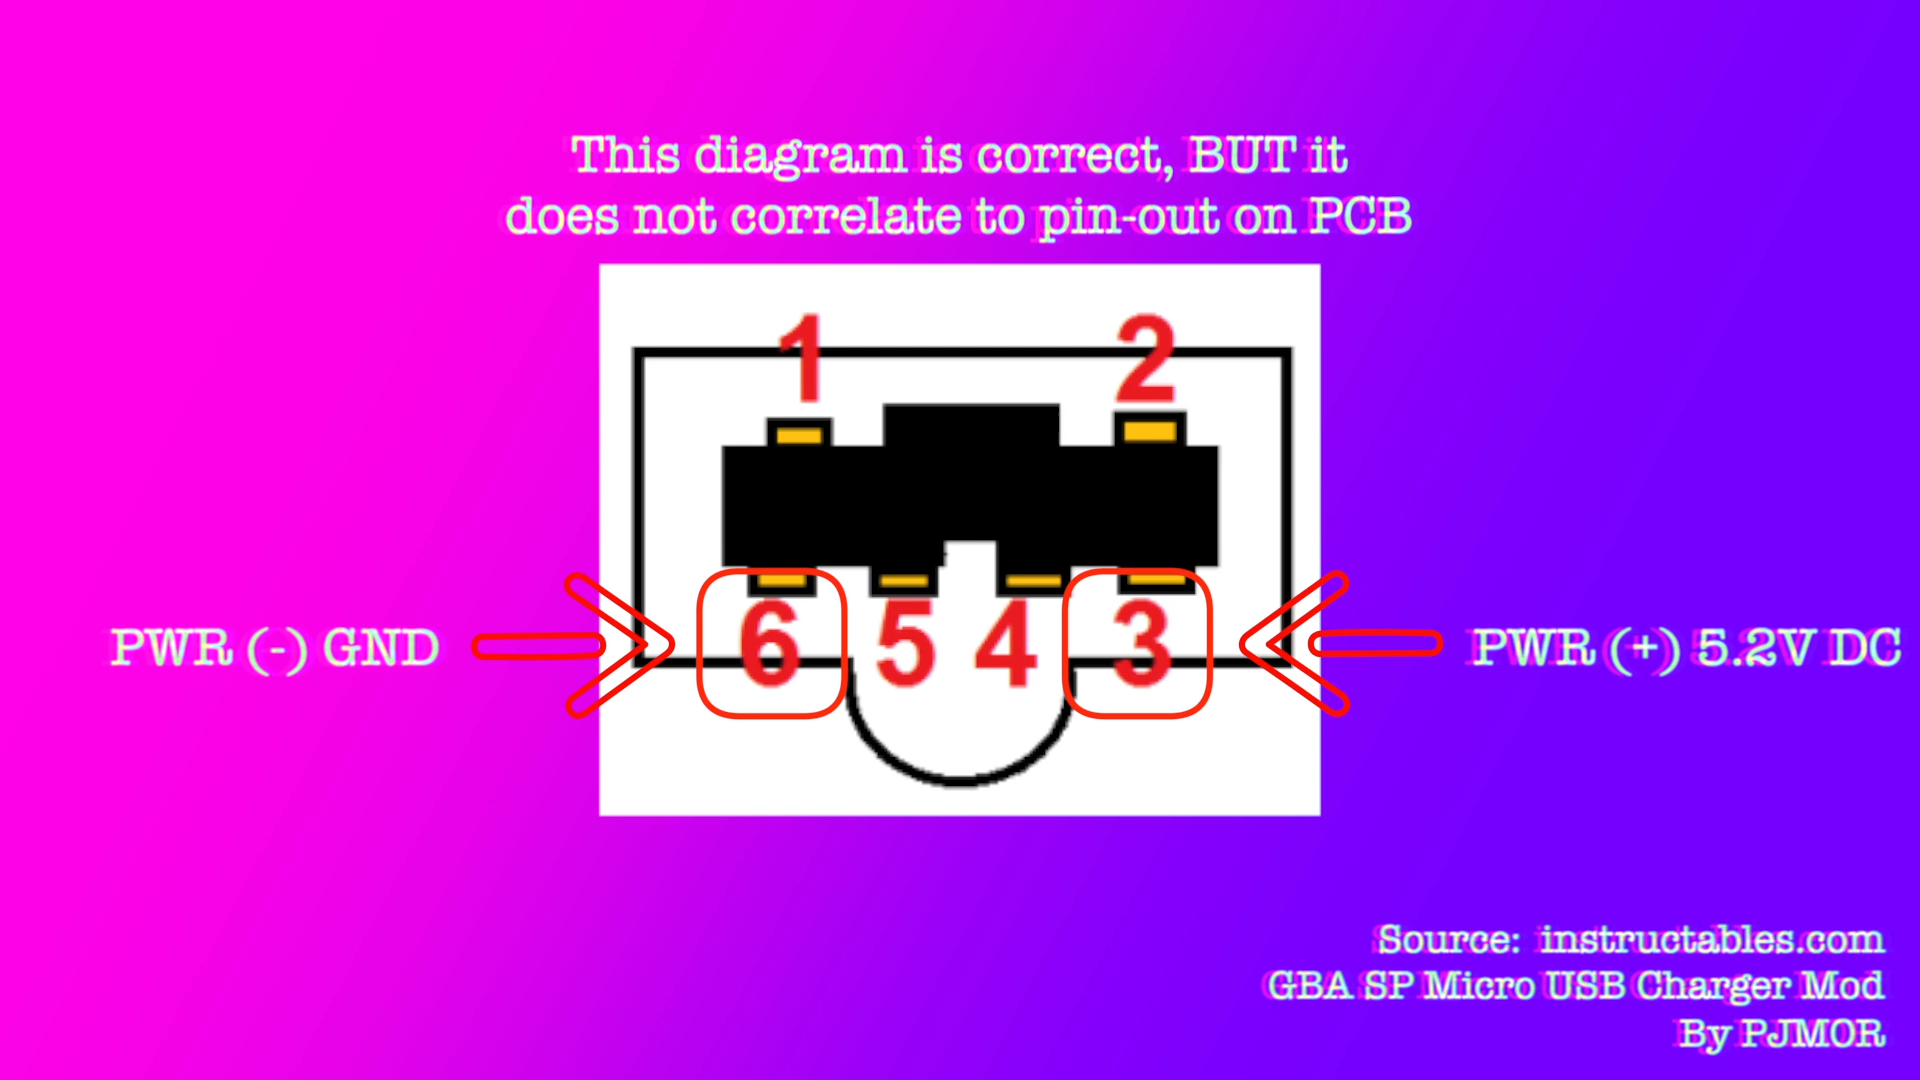 This diagram is correct, BUT it
does not correlate to pin-out on PCB
1 2
PWR (-) GND
6 5 4 3
PWR (+) 5.2V DC
Source: instructables.com
GBA SP Micro USB Charger Mod
By PJMOR